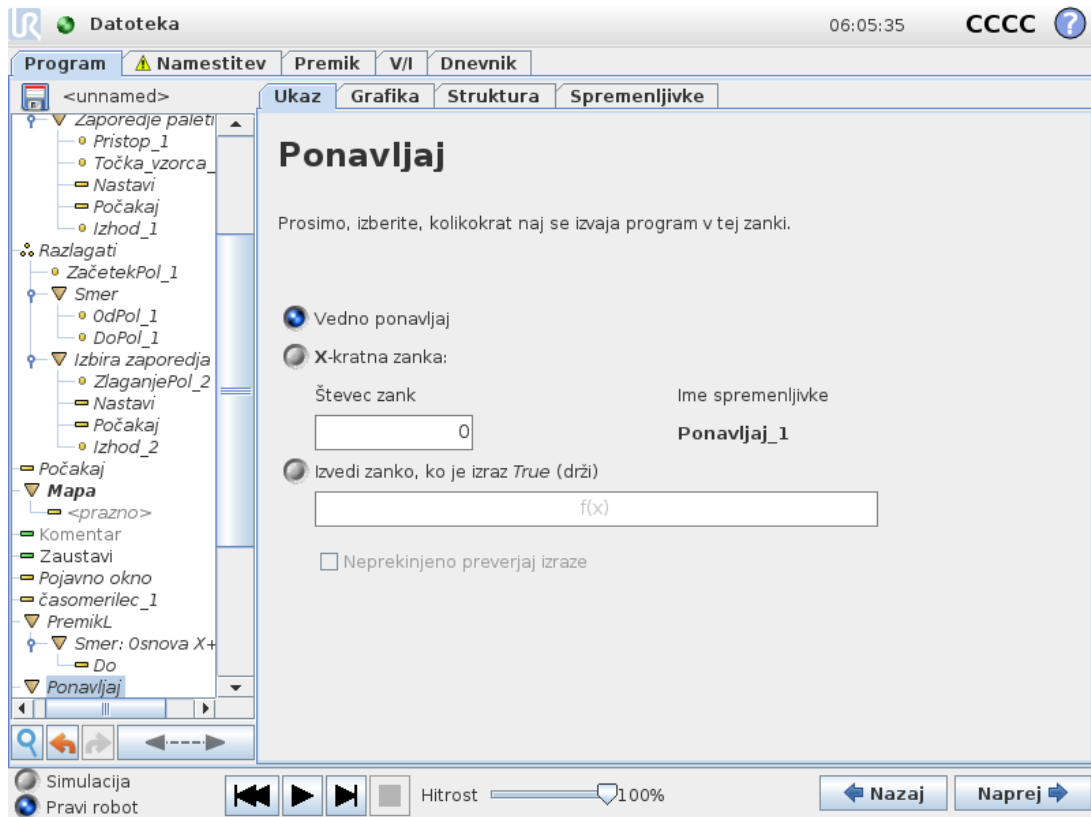 UR Datoteka 06:05:35 CCCC ?
Program Namestitev Premik V/I Dnevnik
<unnamed>
Ukaz Grafika Struktura Spremenljivke
Zaporedje paleti
Pristop_1
Točka_vzorca_
Nastavi
Počakaj
Izhod_1
Razlagati
ZačetekPol_1
Smer
OdPol_1
DoPol_1
Izbira zaporedja
ZlaganjePol_2
Nastavi
Počakaj
Izhod_2
Počakaj
Mapa
<prazno>
Komentar
Zaustavi
Pojavno okno
časomerilec_1
PremikL
Smer: Osnova X+
Do
Ponavljaj
Ponavljaj
Prosimo, izberite, kolikokrat naj se izvaja program v tej zanki.
Vedno ponavljaj
X-kratna zanka:
Števec zank Ime spremenljivke
0 Ponavljaj_1
Izvedi zanko, ko je izraz True (drži)
f(x)
Neprekinjeno preverjaj izraze
Simulacija
Pravi robot
Hitrost 100%
Nazaj Naprej